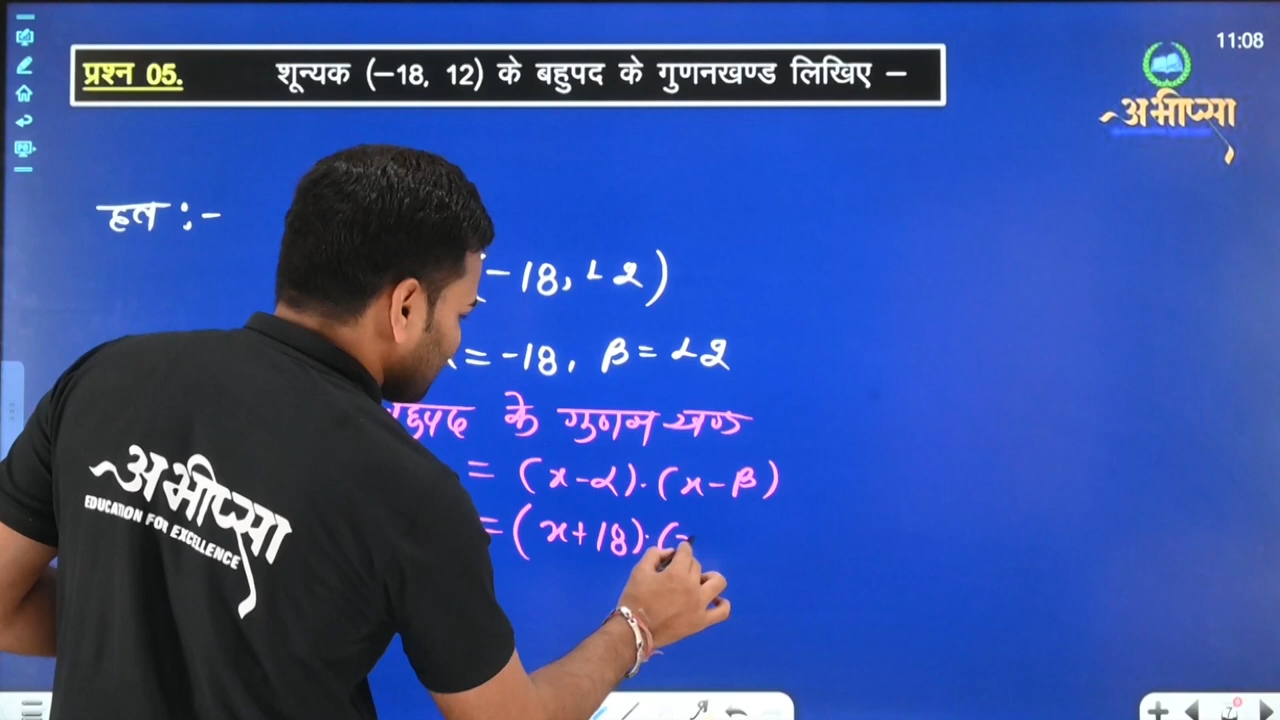 11:08
प्रश्न 05. शून्यक (–18, 12) के बहुपद के गुणनखण्ड लिखिए –
अभीप्सा
हल :-
(-18, 12)
= -18, β = 12
के गुणनखण्ड
= (x-α).(x-β)
= (x+18).(
अभीप्सा
EDUCATION FOR EXCELLENCE